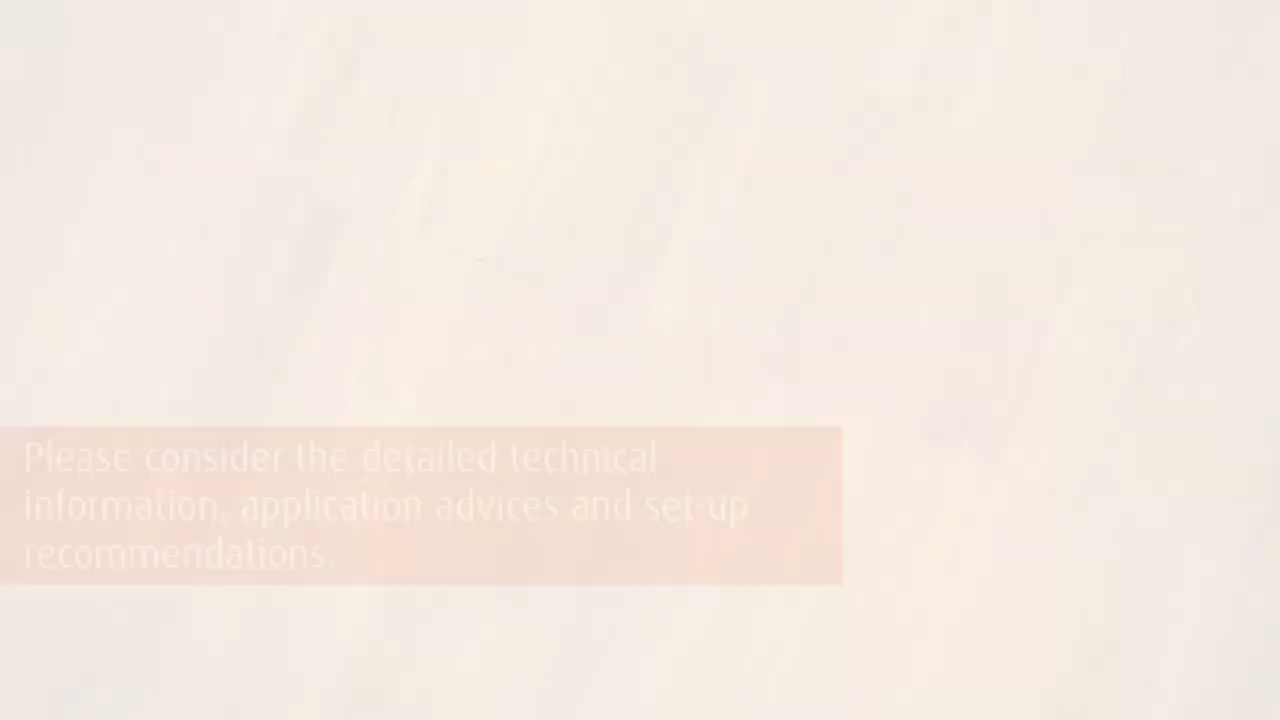 Please consider the detailed technical
information, application advices and set-up
recommendations.